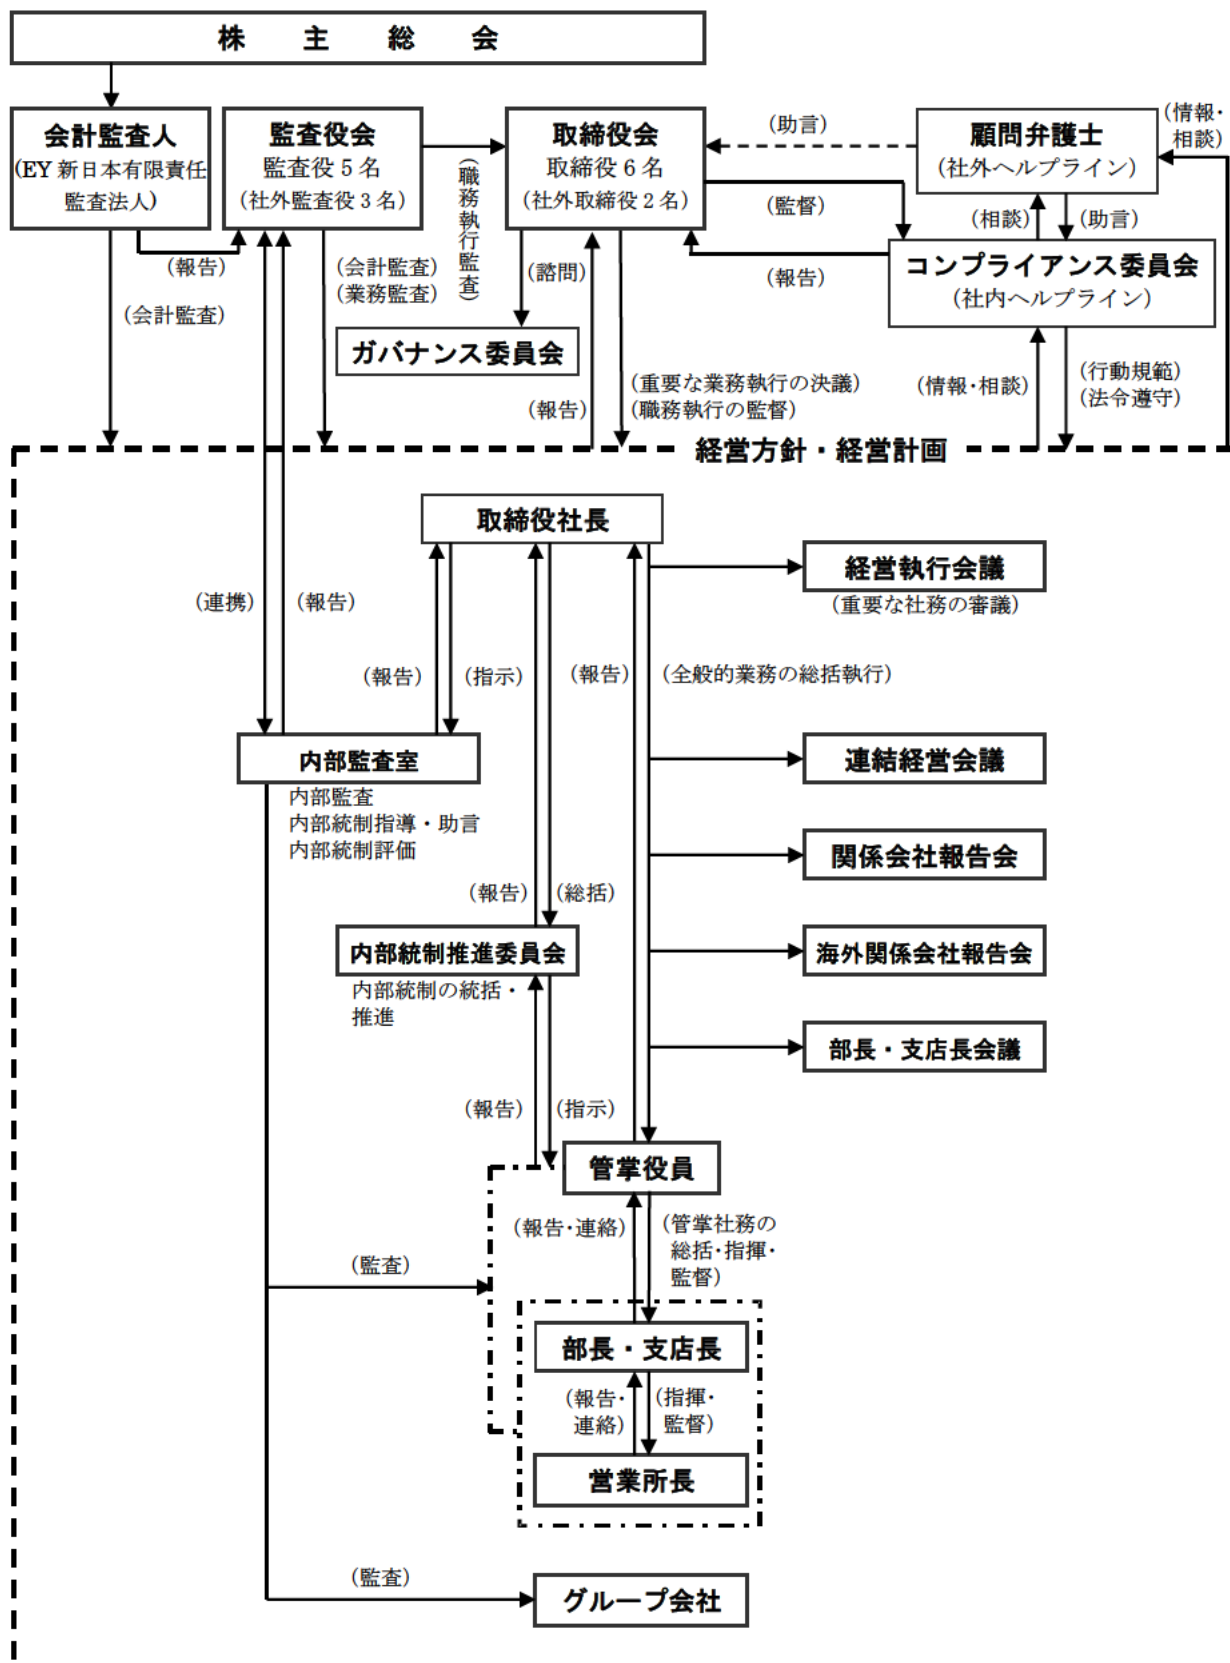 株 主 総 会
会計監査人
(EY 新日本有限責任
監査法人)
監査役会
監査役 5 名
(社外監査役 3 名)
(職務執行監査)
取締役会
取締役 6 名
(社外取締役 2 名)
(助言)
顧問弁護士
(社外ヘルプライン)
(情報・
相談)
(監督)
(相談)
(助言)
(報告)
(会計監査)
(業務監査)
(諮問)
(報告)
コンプライアンス委員会
(社内ヘルプライン)
(会計監査)
ガバナンス委員会
(報告)
(重要な業務執行の決議)
(職務執行の監督)
(情報・相談)
(行動規範)
(法令遵守)
経営方針・経営計画
取締役社長
経営執行会議
(重要な社務の審議)
(連携)
(報告)
(報告)
(指示)
(報告)
(全般的業務の総括執行)
内部監査室
内部監査
内部統制指導・助言
内部統制評価
連結経営会議
関係会社報告会
(報告)
(総括)
内部統制推進委員会
内部統制の統括・
推進
海外関係会社報告会
部長・支店長会議
(報告)
(指示)
管掌役員
(報告・連絡)
(管掌社務の
総括・指揮・
監督)
(監査)
部長・支店長
(報告・
連絡)
(指揮・
監督)
営業所長
(監査)
グループ会社